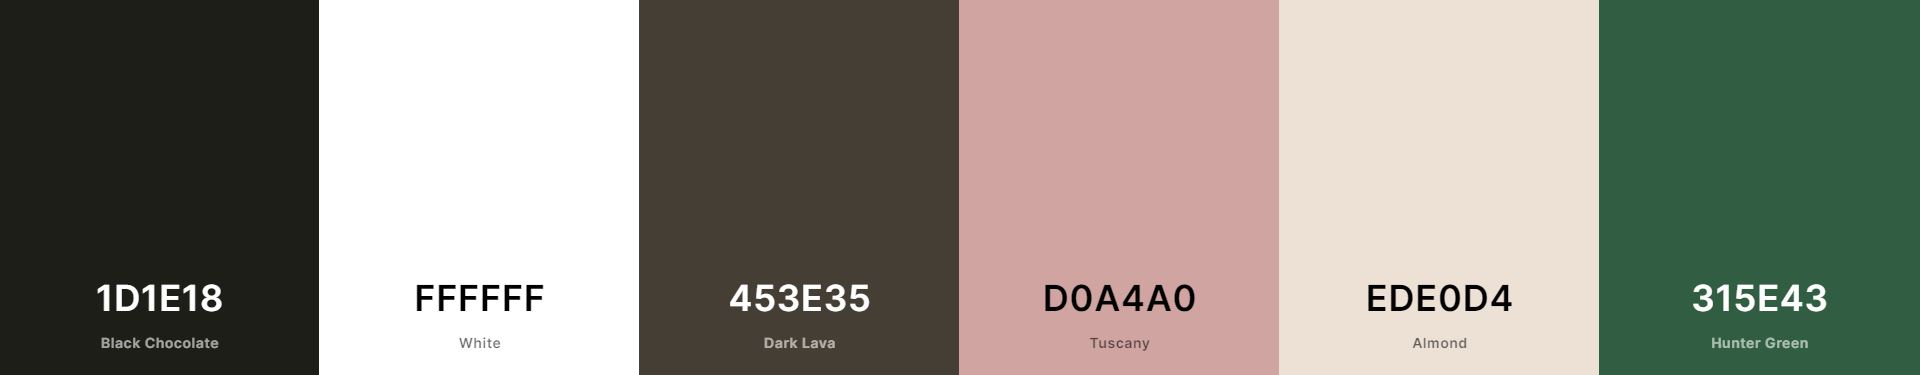 1D1E18
Black Chocolate
FFFFFF
White
453E35
Dark Lava
D0A4A0
Tuscany
EDE0D4
Almond
315E43
Hunter Green